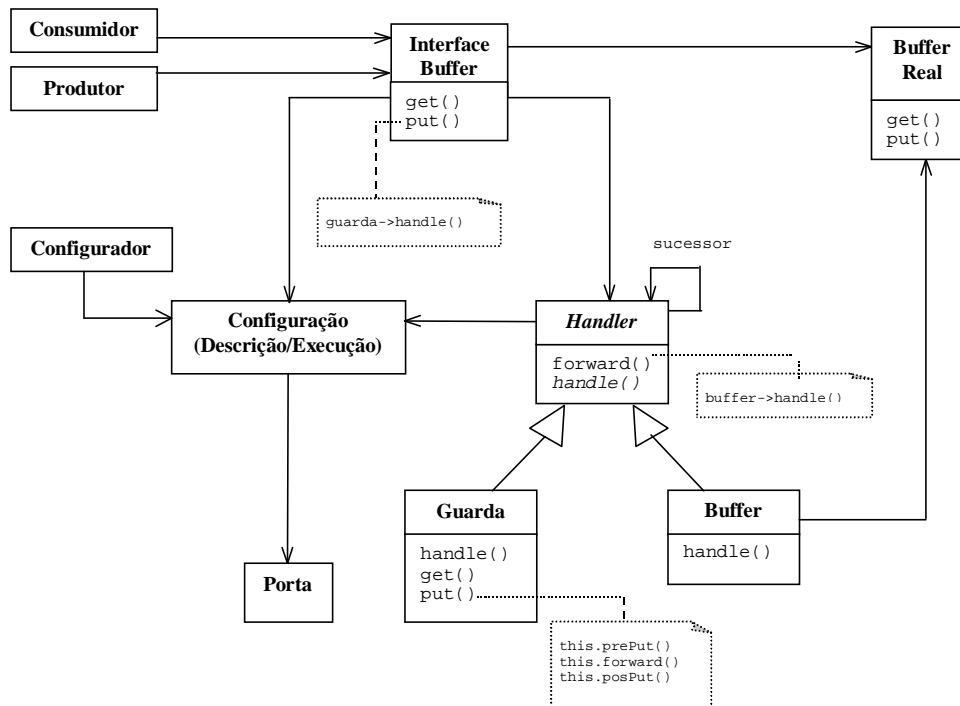 Consumidor
Produtor
Interface
Buffer
get()
put()
Buffer
Real
get()
put()
guarda->handle()
Configurador
sucessor
Configuração
(Descrição/Execução)
Handler
forward()
handle()
buffer->handle()
Guarda
handle()
get()
put()
Buffer
handle()
Porta
this.prePut()
this.forward()
this.posPut()